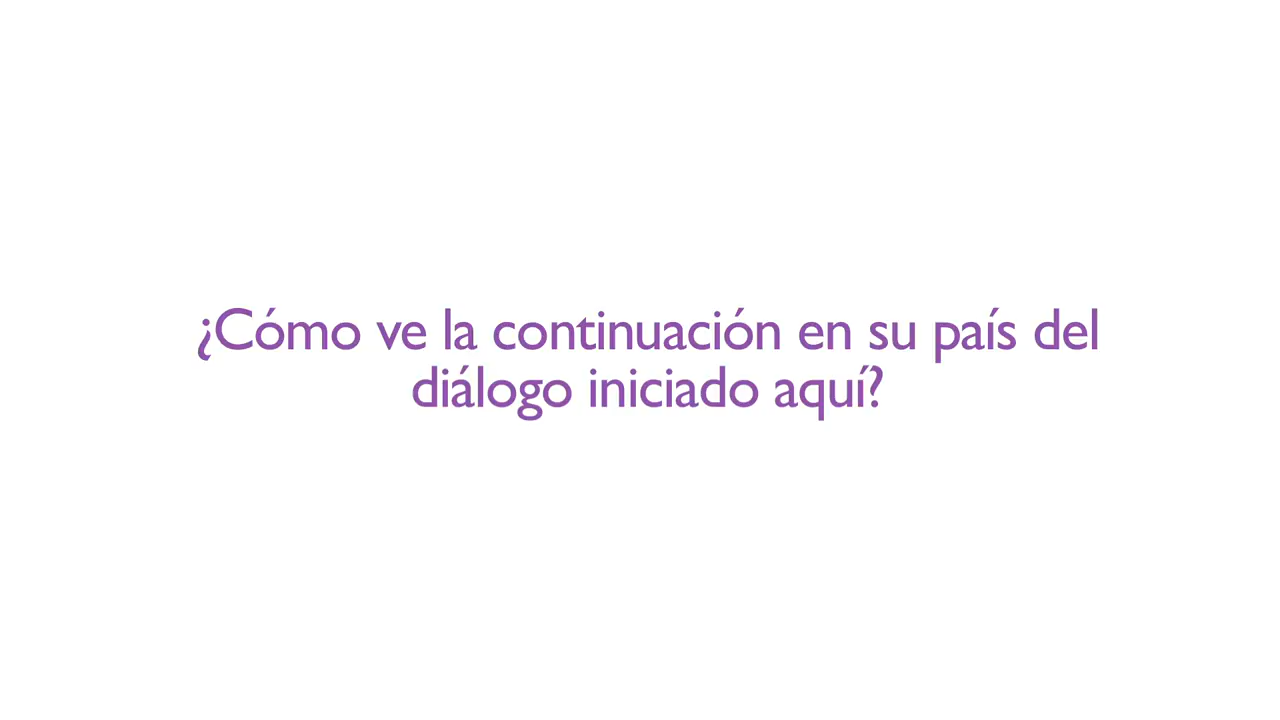 ¿Cómo ve la continuación en su país del
diálogo iniciado aquí?